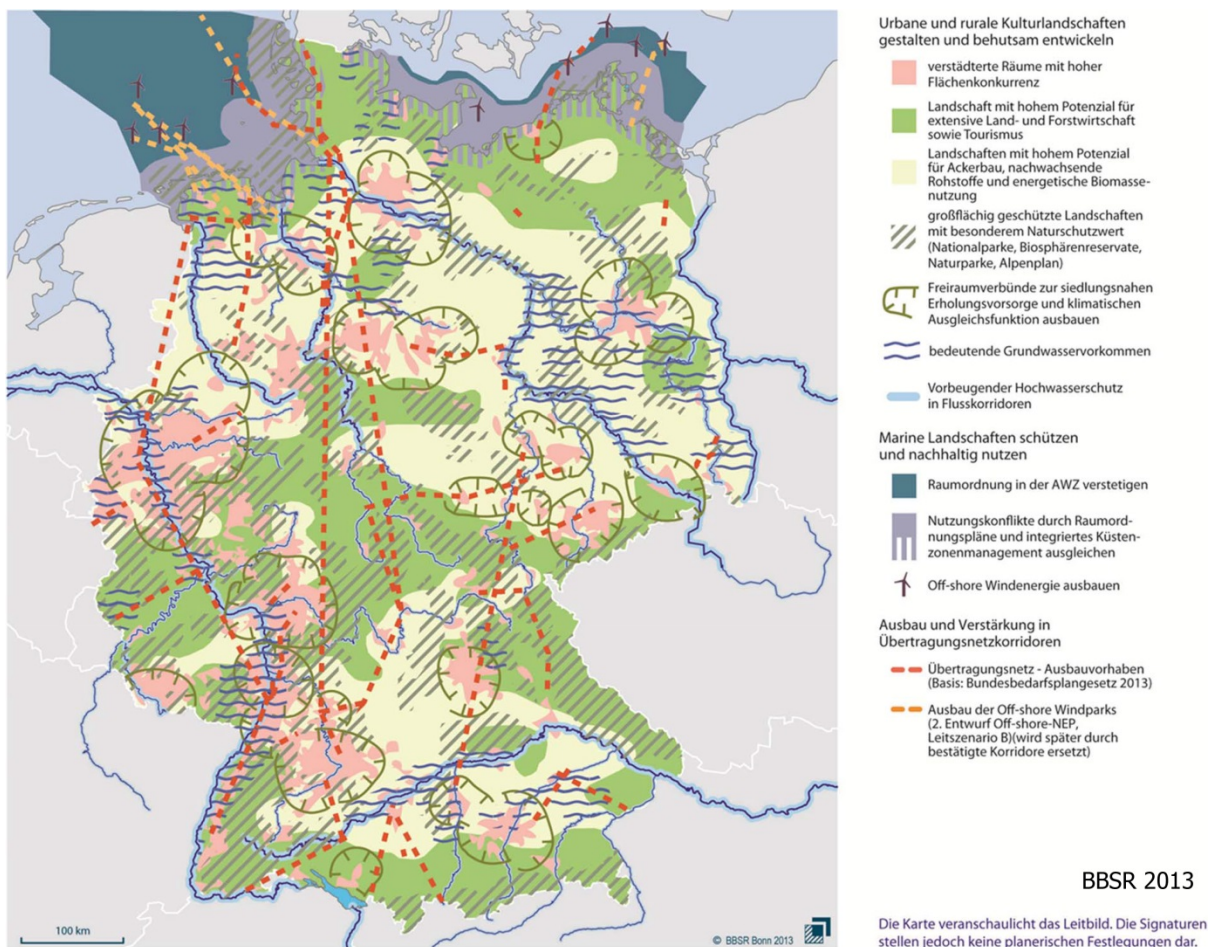 Urbane und rurale Kulturlandschaften
gestalten und behutsam entwickeln
verstädterte Räume mit hoher
Flächenkonkurrenz
Landschaft mit hohem Potenzial für
extensive Land- und Forstwirtschaft
sowie Tourismus
Landschaften mit hohem Potenzial
für Ackerbau, nachwachsende
Rohstoffe und energetische Biomasse-
nutzung
großflächig geschützte Landschaften
mit besonderem Naturschutzwert
(Nationalparke, Biosphärenreservate,
Naturparke, Alpenplan)
Freiraumverbünde zur siedlungsnahen
Erholungsvorsorge und klimatischen
Ausgleichsfunktion ausbauen
bedeutende Grundwasservorkommen
Vorbeugender Hochwasserschutz
in Flusskorridoren
Marine Landschaften schützen
und nachhaltig nutzen
Raumordnung in der AWZ verstetigen
Nutzungskonflikte durch Raumord-
nungspläne und integriertes Küsten-
zonenmanagement ausgleichen
Off-shore Windenergie ausbauen
Ausbau und Verstärkung in
Übertragungsnetzkorridoren
Übertragungsnetz - Ausbauvorhaben
(Basis: Bundesbedarfsplangesetz 2013)
Ausbau der Off-shore Windparks
(2. Entwurf Off-shore-NEP,
Leitszenario B)(wird später durch
bestätigte Korridore ersetzt)
BBSR 2013
Die Karte veranschaulicht das Leitbild. Die Signaturen
stellen jedoch keine planerischen Festlegungen dar.
100 km
© BBSR Bonn 2013